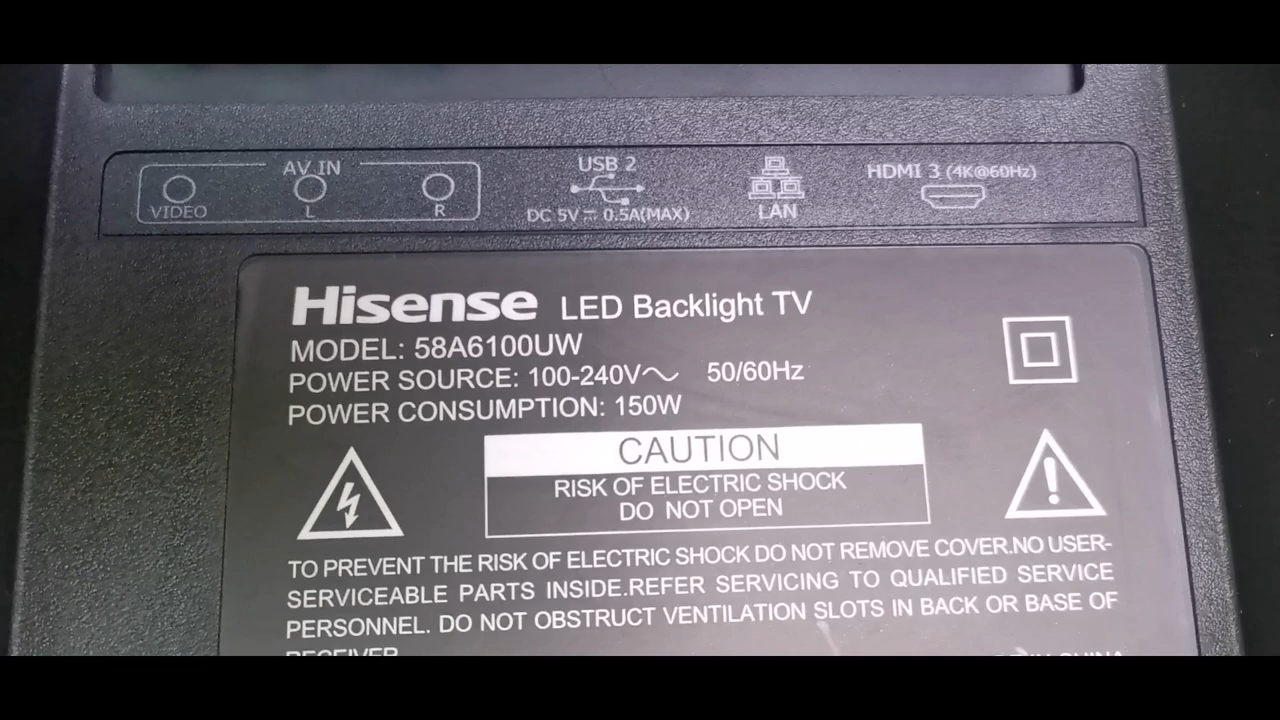 AV IN
VIDEO L R
USB 2
DC 5V ⎓ 0.5A(MAX)
LAN
HDMI 3 (4K@60Hz)
Hisense LED Backlight TV
MODEL: 58A6100UW
POWER SOURCE: 100-240V～ 50/60Hz
POWER CONSUMPTION: 150W
CAUTION
RISK OF ELECTRIC SHOCK
DO NOT OPEN
TO PREVENT THE RISK OF ELECTRIC SHOCK DO NOT REMOVE COVER.NO USER-
SERVICEABLE PARTS INSIDE.REFER SERVICING TO QUALIFIED SERVICE
PERSONNEL. DO NOT OBSTRUCT VENTILATION SLOTS IN BACK OR BASE OF
RECEIVER